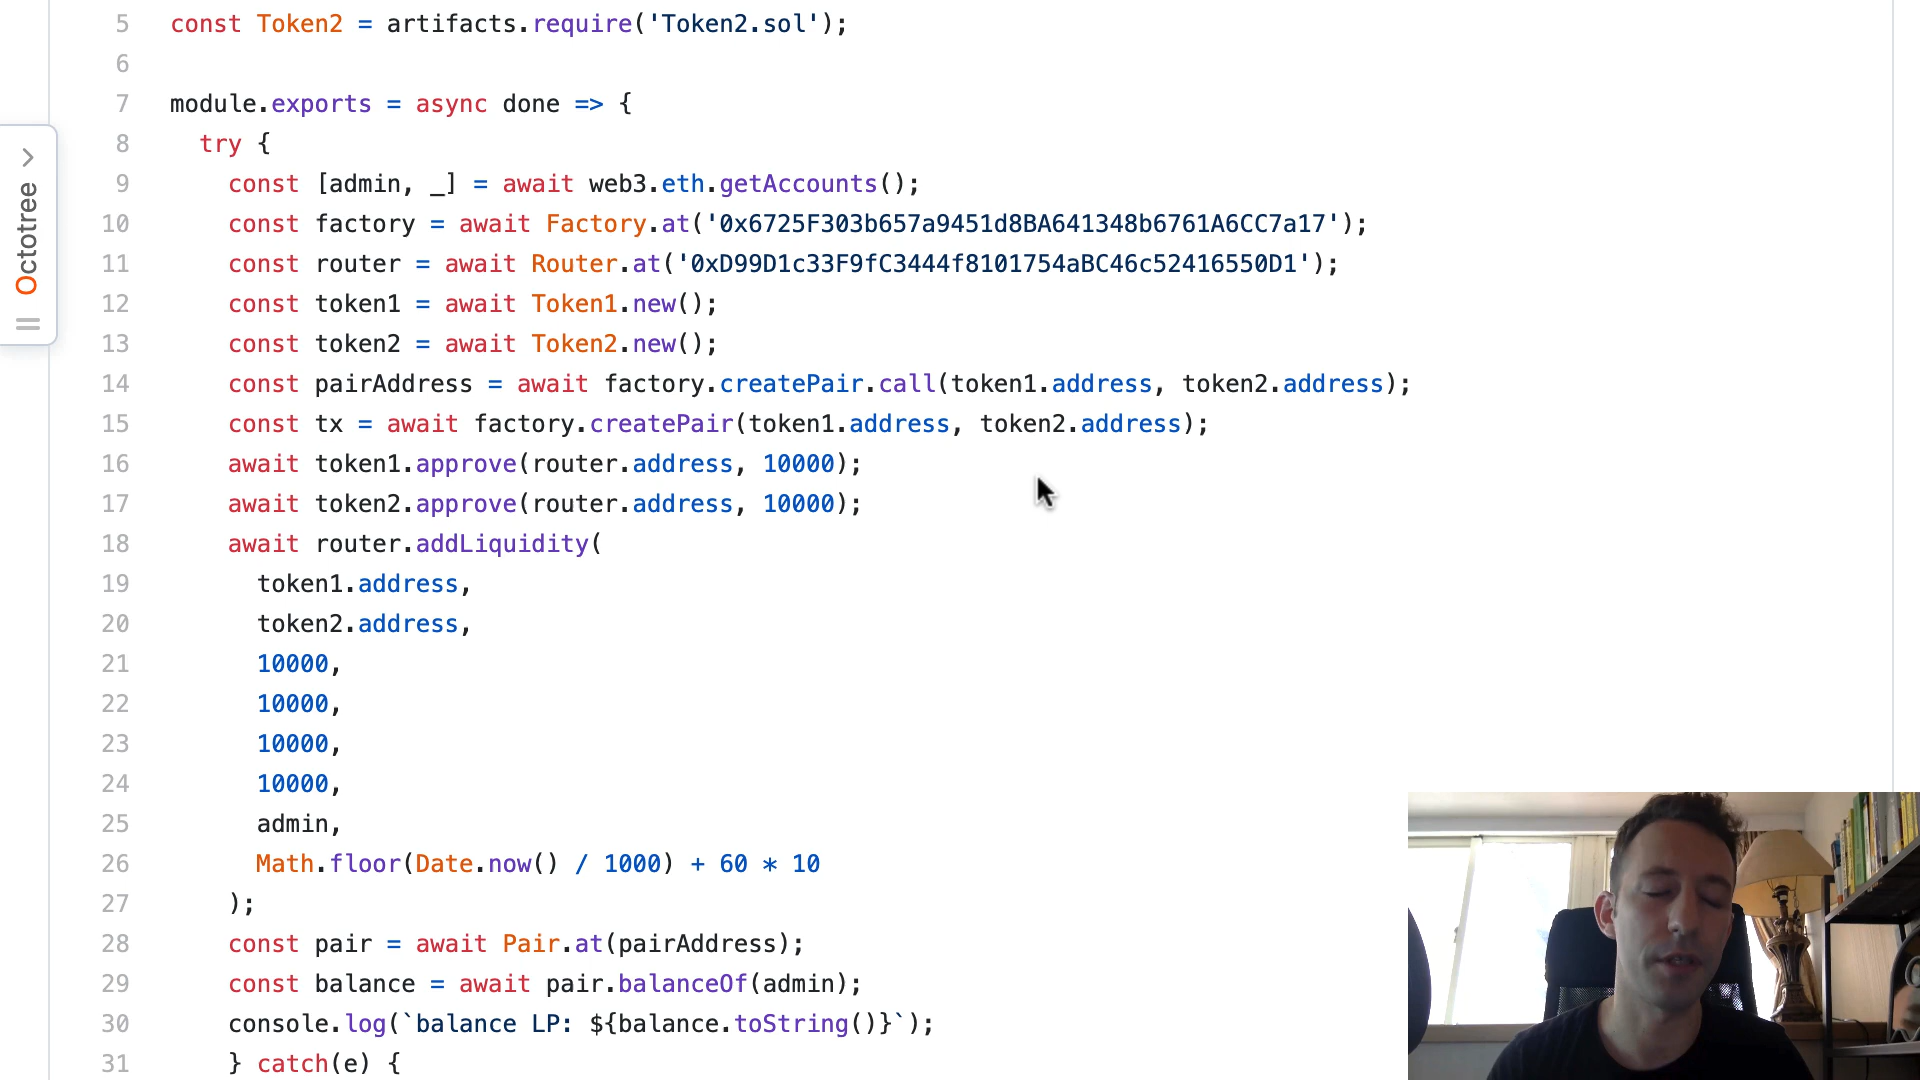 5 const Token2 = artifacts.require('Token2.sol');
6
7 module.exports = async done => {
8 try {
9 const [admin, _] = await web3.eth.getAccounts();
10 const factory = await Factory.at('0x6725F303b657a9451d8BA641348b6761A6CC7a17');
11 const router = await Router.at('0xD99D1c33F9fC3444f8101754aBC46c52416550D1');
12 const token1 = await Token1.new();
13 const token2 = await Token2.new();
14 const pairAddress = await factory.createPair.call(token1.address, token2.address);
15 const tx = await factory.createPair(token1.address, token2.address);
16 await token1.approve(router.address, 10000);
17 await token2.approve(router.address, 10000);
18 await router.addLiquidity(
19 token1.address,
20 token2.address,
21 10000,
22 10000,
23 10000,
24 10000,
25 admin,
26 Math.floor(Date.now() / 1000) + 60 * 10
27 );
28 const pair = await Pair.at(pairAddress);
29 const balance = await pair.balanceOf(admin);
30 console.log(`balance LP: ${balance.toString()}`);
31 } catch(e) {
Octotree